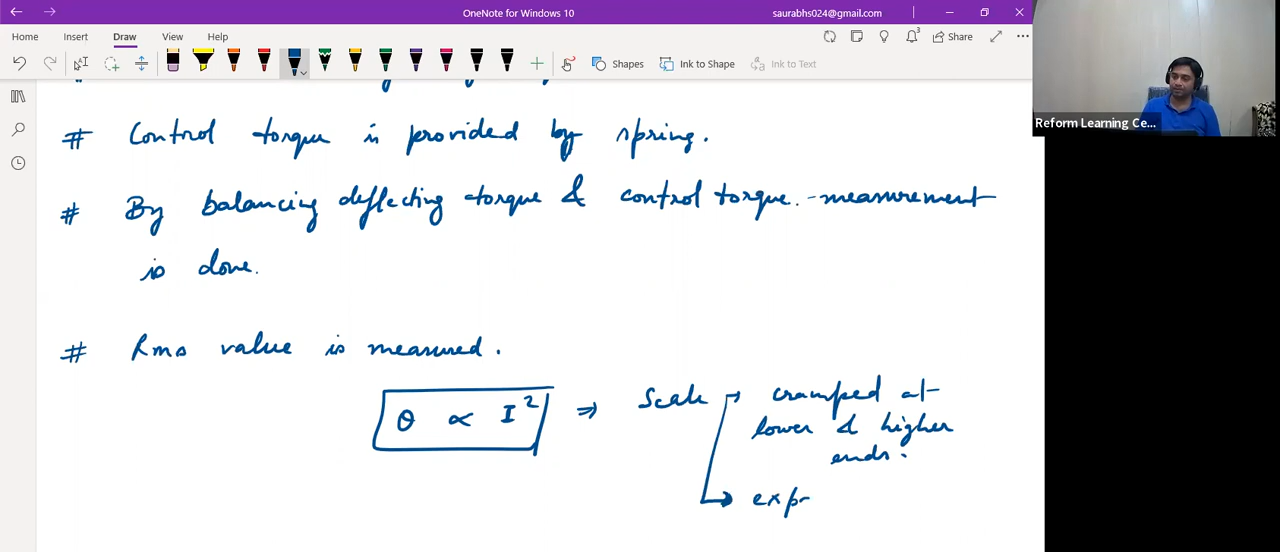 OneNote for Windows 10
saurabhs024@gmail.com
Home Insert Draw View Help
3 Share
Shapes Ink to Shape Ink to Text
Reform Learning Ce...
# Control torque is provided by spring.
# By balancing deflecting torque & control torque. measurement
is done.
# Rms value is measured.
θ ∝ I² ⇒ Scale → cramped at
lower & higher
ends.
→ exp